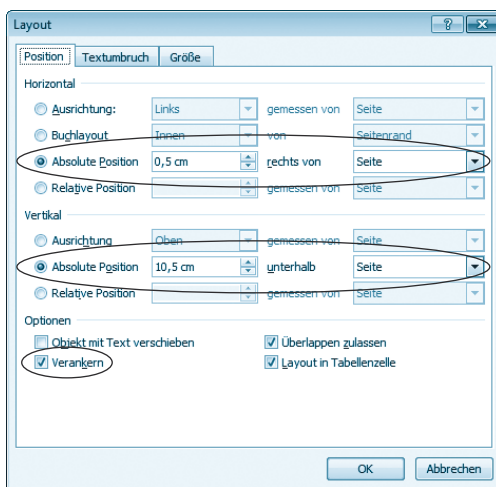 Layout
Position Textumbruch Größe
Horizontal
Ausrichtung: Links gemessen von Seite
Buchlayout Innen von Seitenrand
Absolute Position 0,5 cm rechts von Seite
Relative Position gemessen von Seite
Vertikal
Ausrichtung Oben gemessen von Seite
Absolute Position 10,5 cm unterhalb Seite
Relative Position gemessen von Seite
Optionen
Objekt mit Text verschieben Überlappen zulassen
Verankern Layout in Tabellenzelle
OK Abbrechen